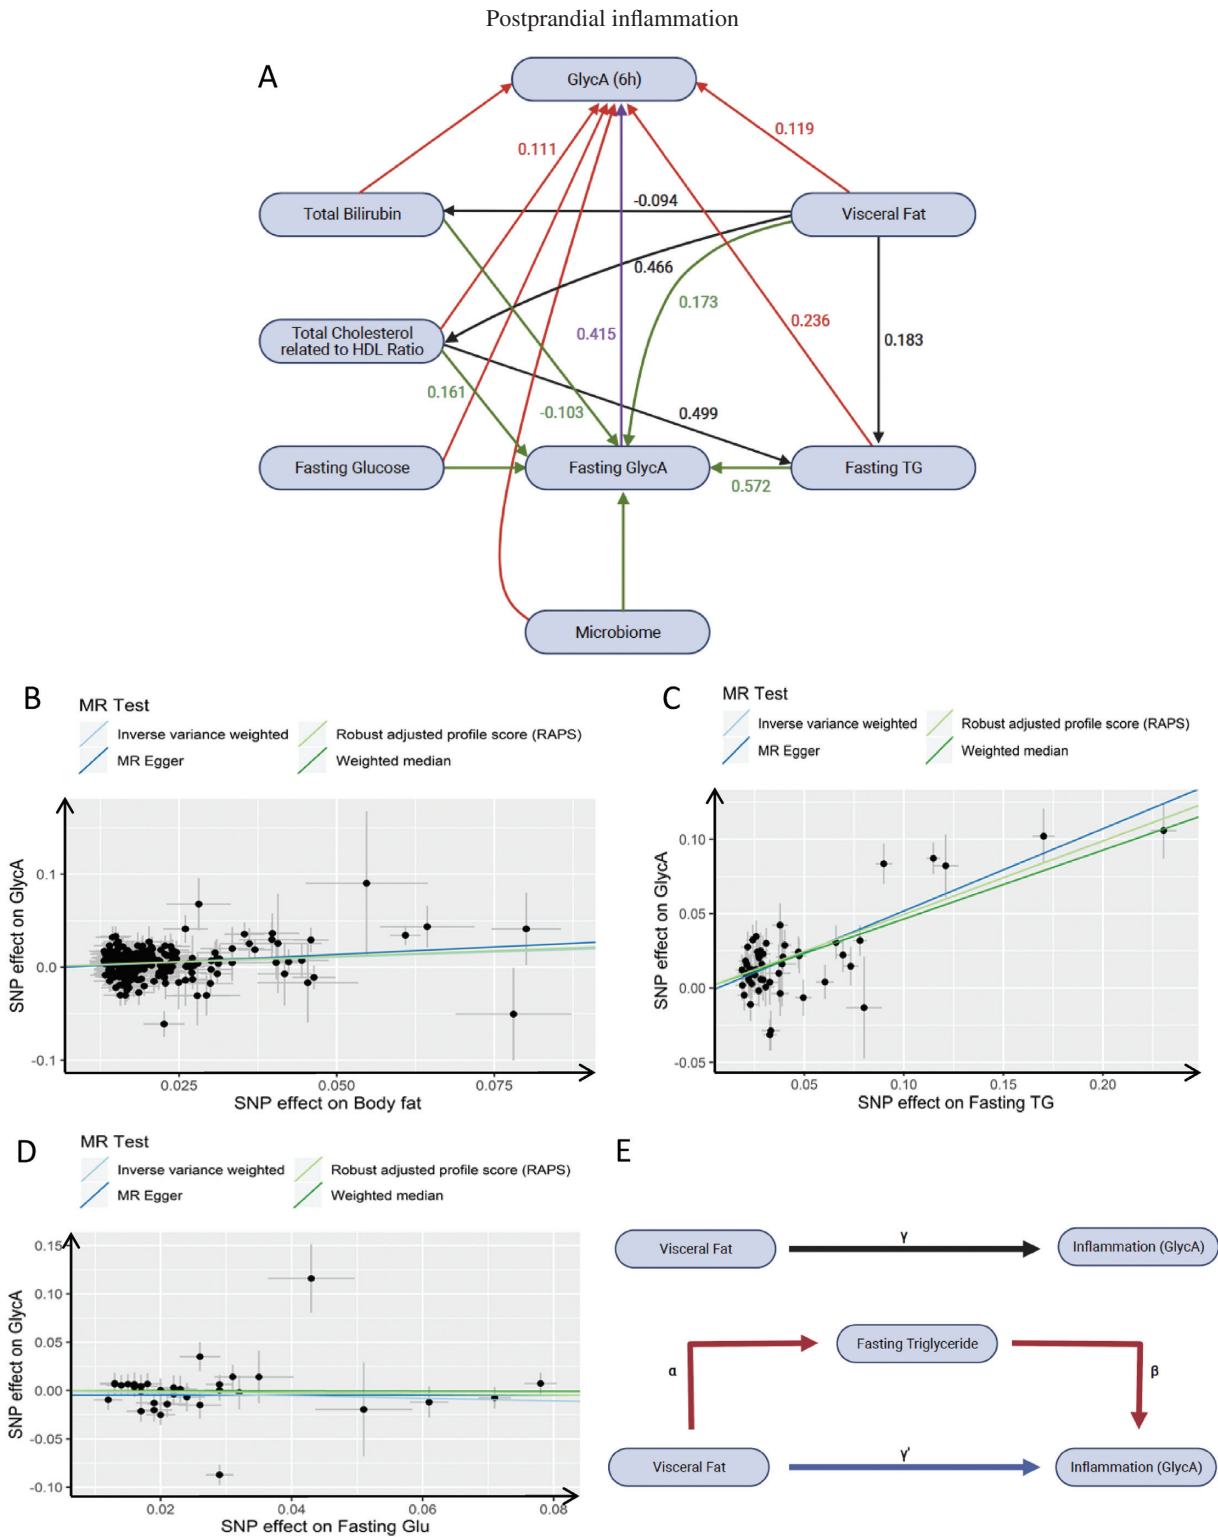 Postprandial inflammation
A
GlycA (6h)
0.119
0.111
Total Bilirubin
-0.094
Visceral Fat
0.466
0.173
0.415
0.236
0.183
Total Cholesterol
related to HDL Ratio
0.161
-0.103
0.499
Fasting Glucose
Fasting GlycA
Fasting TG
0.572
Microbiome
B
MR Test
Inverse variance weighted
Robust adjusted profile score (RAPS)
MR Egger
Weighted median
SNP effect on GlycA
0.1
0.0
-0.1
0.025
0.050
0.075
SNP effect on Body fat
C
MR Test
Inverse variance weighted
Robust adjusted profile score (RAPS)
MR Egger
Weighted median
SNP effect on GlycA
0.10
0.05
0.00
-0.05
0.05
0.10
0.15
0.20
SNP effect on Fasting TG
D
MR Test
Inverse variance weighted
Robust adjusted profile score (RAPS)
MR Egger
Weighted median
SNP effect on GlycA
0.15
0.10
0.05
0.00
-0.05
-0.10
0.02
0.04
0.06
0.08
SNP effect on Fasting Glu
E
Visceral Fat
γ
Inflammation (GlycA)
Fasting Triglyceride
α
β
Visceral Fat
γ'
Inflammation (GlycA)